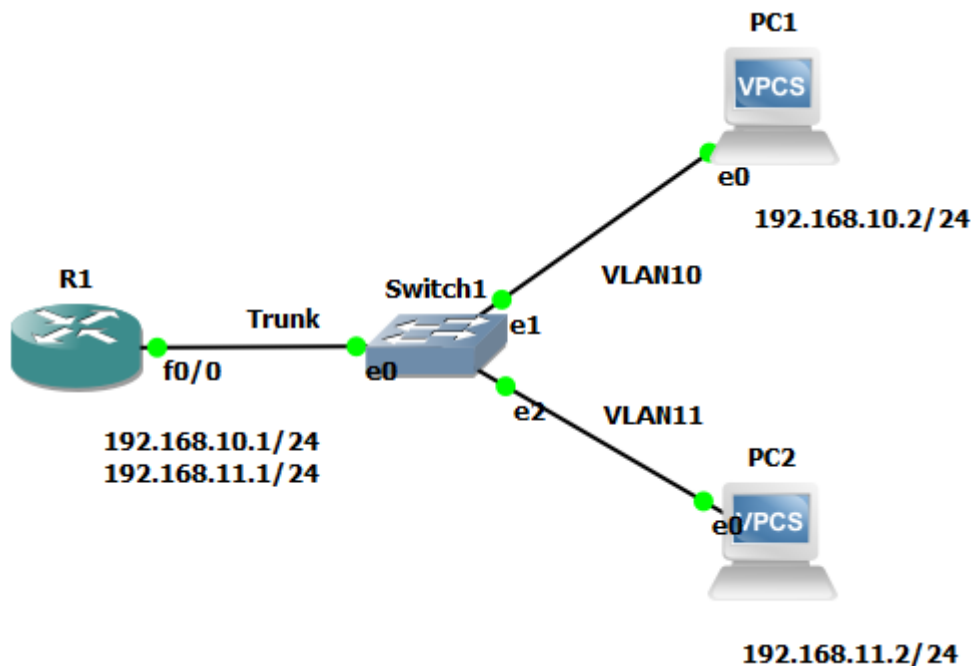 PC1
VPCS
e0
192.168.10.2/24
VLAN10
R1
Trunk
Switch1
e1
f0/0
e0
e2
192.168.10.1/24
192.168.11.1/24
VLAN11
PC2
e0
VPCS
192.168.11.2/24